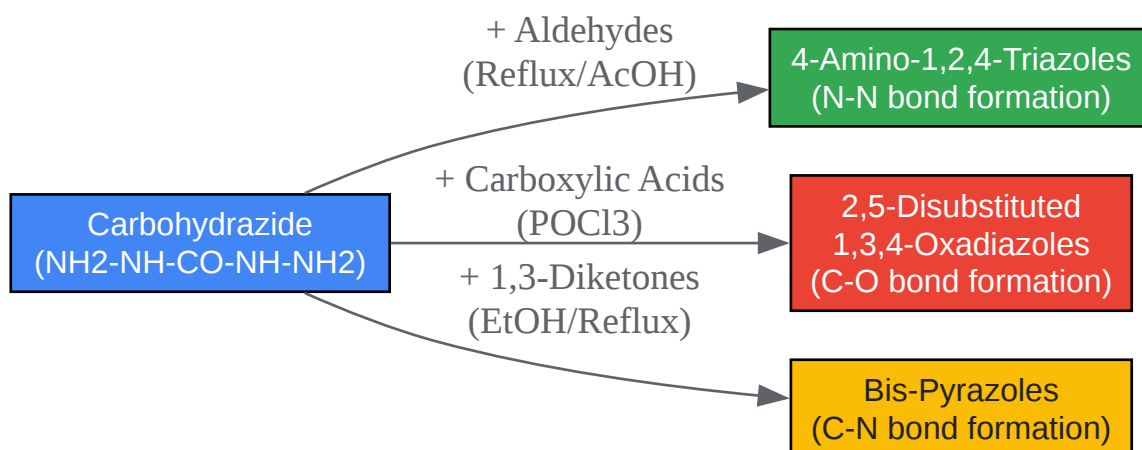 + Aldehydes
(Reflux/AcOH)
4-Amino-1,2,4-Triazoles
(N-N bond formation)
Carbohydrazide
(NH2-NH-CO-NH-NH2)
+ Carboxylic Acids
(POCl3)
2,5-Disubstituted
1,3,4-Oxadiazoles
(C-O bond formation)
+ 1,3-Diketones
(EtOH/Reflux)
Bis-Pyrazoles
(C-N bond formation)